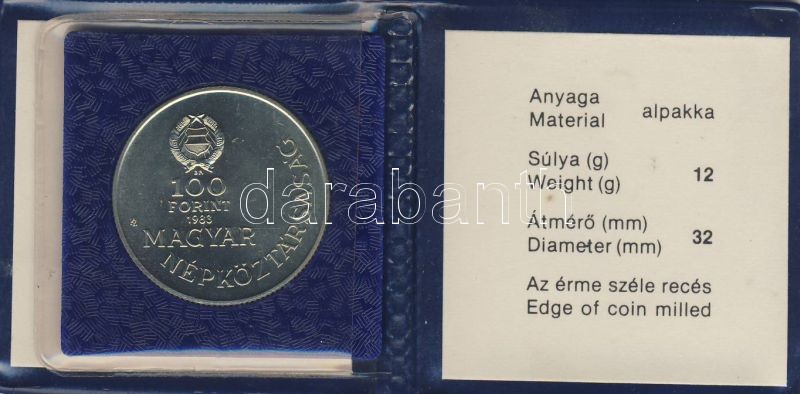 BP.
100
FORINT
1983
MAGYAR
NÉPKÖZTÁRSASÁG
darabanth
Anyaga
Material alpakka
Súlya (g)
Weight (g) 12
Átmérő (mm)
Diameter (mm) 32
Az érme széle recés
Edge of coin milled